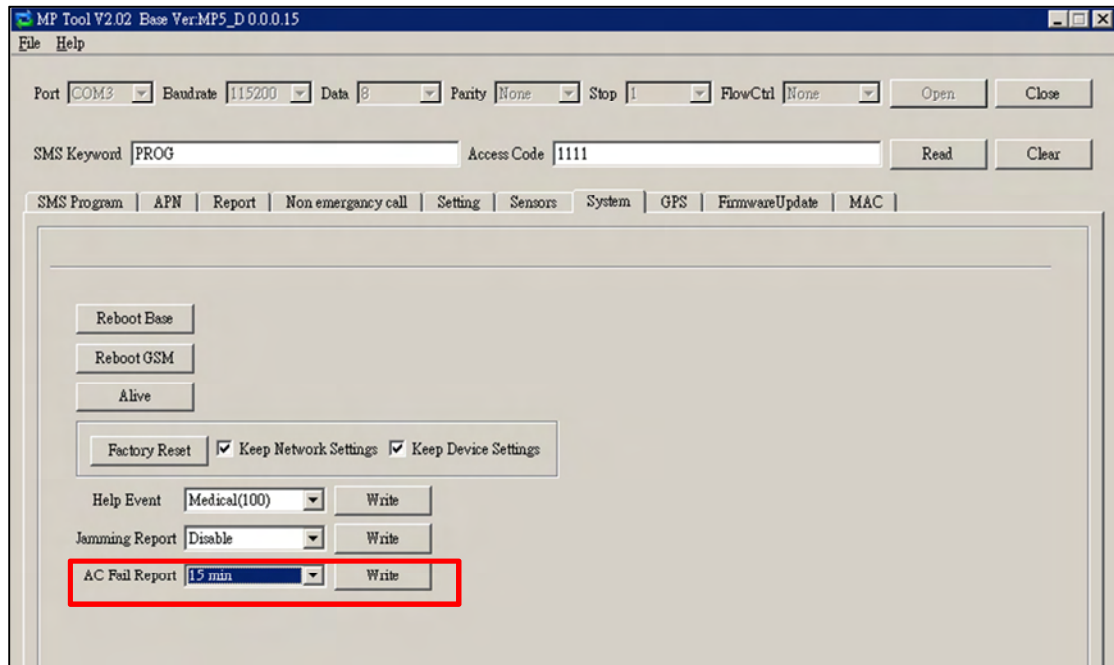 MP Tool V2.02 Base Ver:MP5_D 0.0.0.15
File Help
Port COM3 Baudrate 115200 Data 8 Parity None Stop 1 FlowCtrl None Open Close
SMS Keyword PROG Access Code 1111 Read Clear
SMS Program APN Report Non emergancy call Setting Sensors System GPS FirmwareUpdate MAC
Reboot Base
Reboot GSM
Alive
Factory Reset Keep Network Settings Keep Device Settings
Help Event Medical(100) Write
Jamming Report Disable Write
AC Fail Report 15 min Write